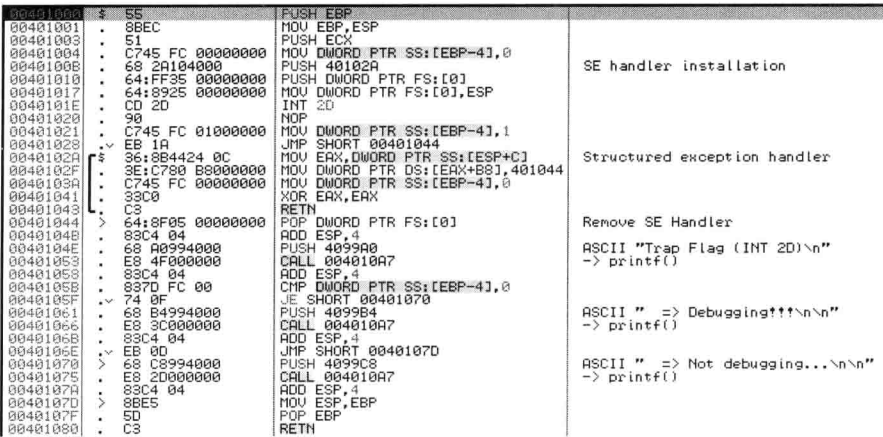 00401000 $ 55 PUSH EBP
00401001 . 8BEC MOV EBP,ESP
00401003 . 51 PUSH ECX
00401004 . C745 FC 00000000 MOV DWORD PTR SS:[EBP-4],0
0040100B . 68 2A104000 PUSH 40102A SE handler installation
00401010 . 64:FF35 00000000 PUSH DWORD PTR FS:[0]
00401017 . 64:8925 00000000 MOV DWORD PTR FS:[0],ESP
0040101E . CD 2D INT 2D
00401020 . 90 NOP
00401021 . C745 FC 01000000 MOV DWORD PTR SS:[EBP-4],1
00401028 .v EB 1A JMP SHORT 00401044
0040102A $ 36:8B4424 0C MOV EAX,DWORD PTR SS:[ESP+C] Structured exception handler
0040102F . 3E:C780 B8000000 MOV DWORD PTR DS:[EAX+B8],401044
0040103A . C745 FC 00000000 MOV DWORD PTR SS:[EBP-4],0
00401041 . 33C0 XOR EAX,EAX
00401043 . C3 RETN
00401044 > 64:8F05 00000000 POP DWORD PTR FS:[0] Remove SE Handler
0040104B . 83C4 04 ADD ESP,4
0040104E . 68 A0994000 PUSH 4099A0 ASCII "Trap Flag (INT 2D)\n"
00401053 . E8 4F000000 CALL 004010A7 -> printf()
00401058 . 83C4 04 ADD ESP,4
0040105B . 837D FC 00 CMP DWORD PTR SS:[EBP-4],0
0040105F .v 74 0F JE SHORT 00401070
00401061 . 68 B4994000 PUSH 4099B4 ASCII "  => Debugging!!!\n\n"
00401066 . E8 3C000000 CALL 004010A7 -> printf()
0040106B . 83C4 04 ADD ESP,4
0040106E .v EB 0D JMP SHORT 0040107D
00401070 > 68 C8994000 PUSH 4099C8 ASCII "  => Not debugging...\n\n"
00401075 . E8 2D000000 CALL 004010A7 -> printf()
0040107A . 83C4 04 ADD ESP,4
0040107D > 8BE5 MOV ESP,EBP
0040107F . 5D POP EBP
00401080 . C3 RETN